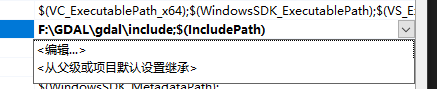 $(VC_ExecutablePath_x64);$(WindowsSDK_ExecutablePath);$(VS_E
F:\GDAL\gdal\include;$(IncludePath)
<编辑...>
<从父级或项目默认设置继承>
$(WindowsSDK_MetadataPath);